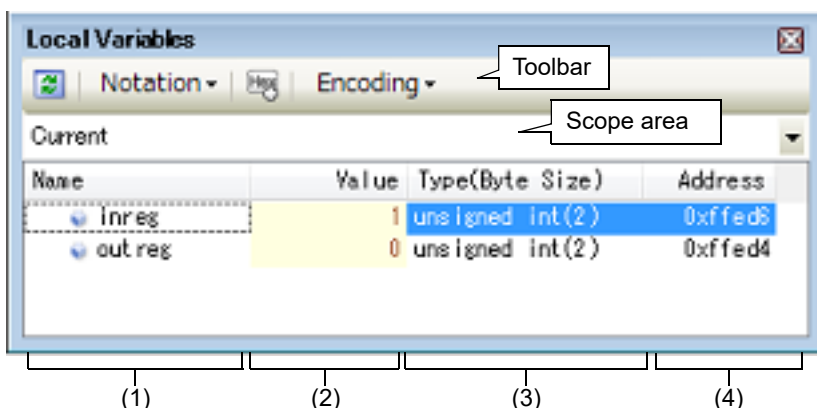 Local Variables
Notation Hex Encoding Toolbar
Current Scope area
Name Value Type(Byte Size) Address
inreg 1 unsigned int(2) 0xffed6
outreg 0 unsigned int(2) 0xffed4
(1) (2) (3) (4)